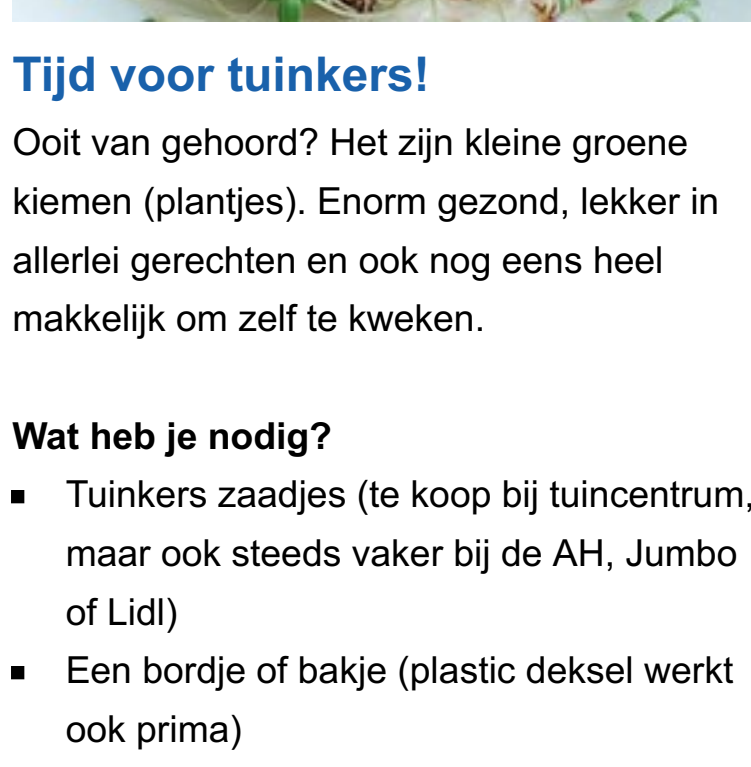 Tijd voor tuinkers!
Ooit van gehoord? Het zijn kleine groene
kiemen (plantjes). Enorm gezond, lekker in
allerlei gerechten en ook nog eens heel
makkelijk om zelf te kweken.
Wat heb je nodig?
▪ Tuinkers zaadjes (te koop bij tuincentrum,
maar ook steeds vaker bij de AH, Jumbo
of Lidl)
▪ Een bordje of bakje (plastic deksel werkt
ook prima)